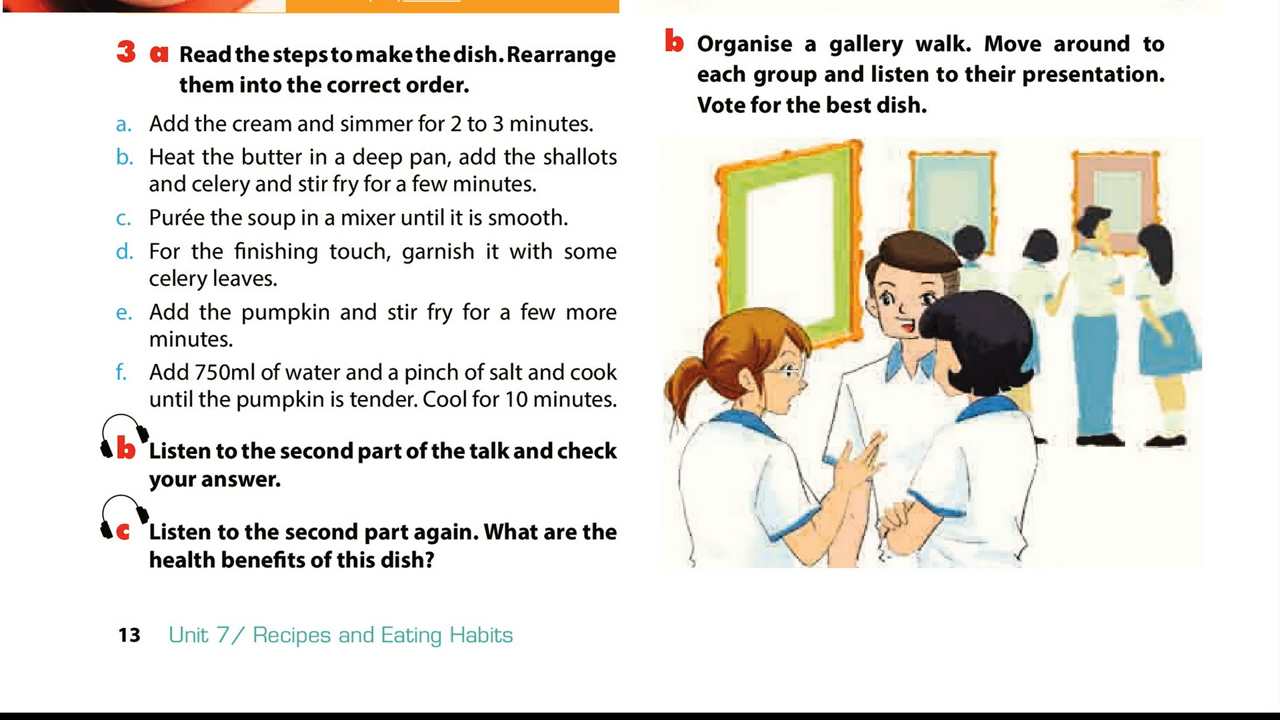 3 a Read the steps to make the dish. Rearrange
them into the correct order.
a. Add the cream and simmer for 2 to 3 minutes.
b. Heat the butter in a deep pan, add the shallots
and celery and stir fry for a few minutes.
c. Purée the soup in a mixer until it is smooth.
d. For the finishing touch, garnish it with some
celery leaves.
e. Add the pumpkin and stir fry for a few more
minutes.
f. Add 750ml of water and a pinch of salt and cook
until the pumpkin is tender. Cool for 10 minutes.
b Listen to the second part of the talk and check
your answer.
c Listen to the second part again. What are the
health benefits of this dish?
13 Unit 7/ Recipes and Eating Habits
b Organise a gallery walk. Move around to
each group and listen to their presentation.
Vote for the best dish.